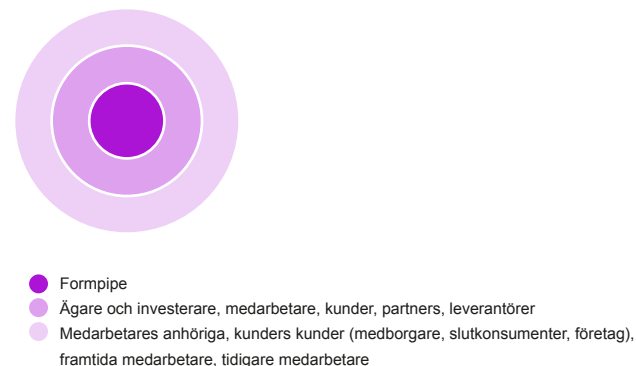 Formpipe
Ägare och investerare, medarbetare, kunder, partners, leverantörer
Medarbetares anhöriga, kunders kunder (medborgare, slutkonsumenter, företag),
framtida medarbetare, tidigare medarbetare